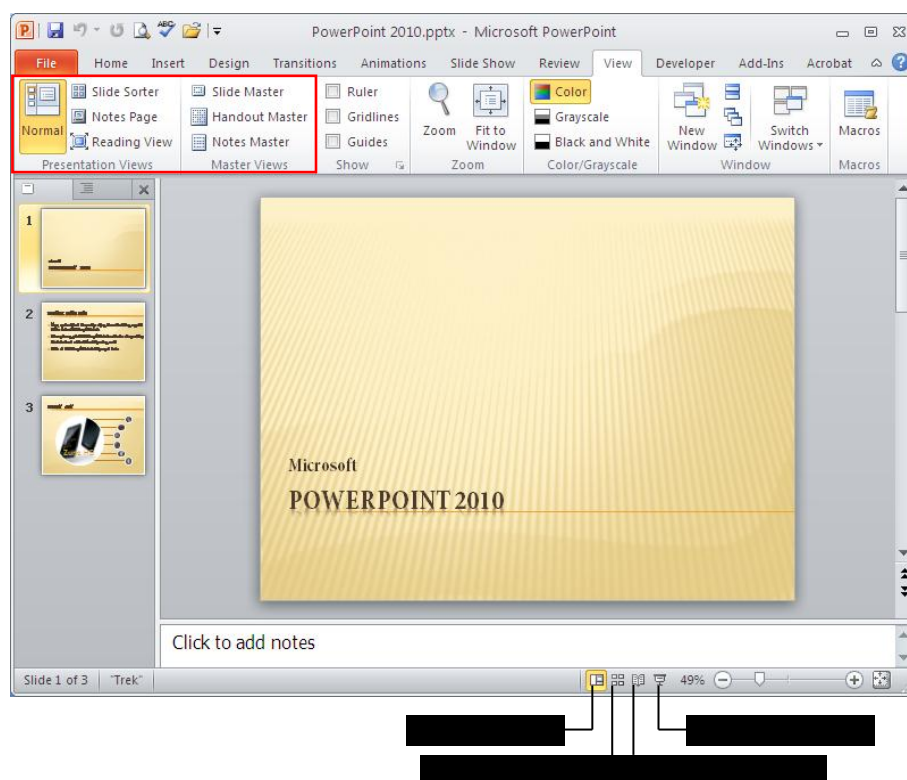 PowerPoint 2010.pptx - Microsoft PowerPoint
File Home Insert Design Transitions Animations Slide Show Review View Developer Add-Ins Acrobat
Normal
Slide Sorter
Notes Page
Reading View
Presentation Views
Slide Master
Handout Master
Notes Master
Master Views
Ruler
Gridlines
Guides
Show
Zoom
Fit to
Window
Zoom
Color
Grayscale
Black and White
Color/Grayscale
New
Window
Switch
Windows
Window
Macros
Macros
1
2
3
Microsoft
POWERPOINT 2010
Click to add notes
Slide 1 of 3 "Trek" 49%